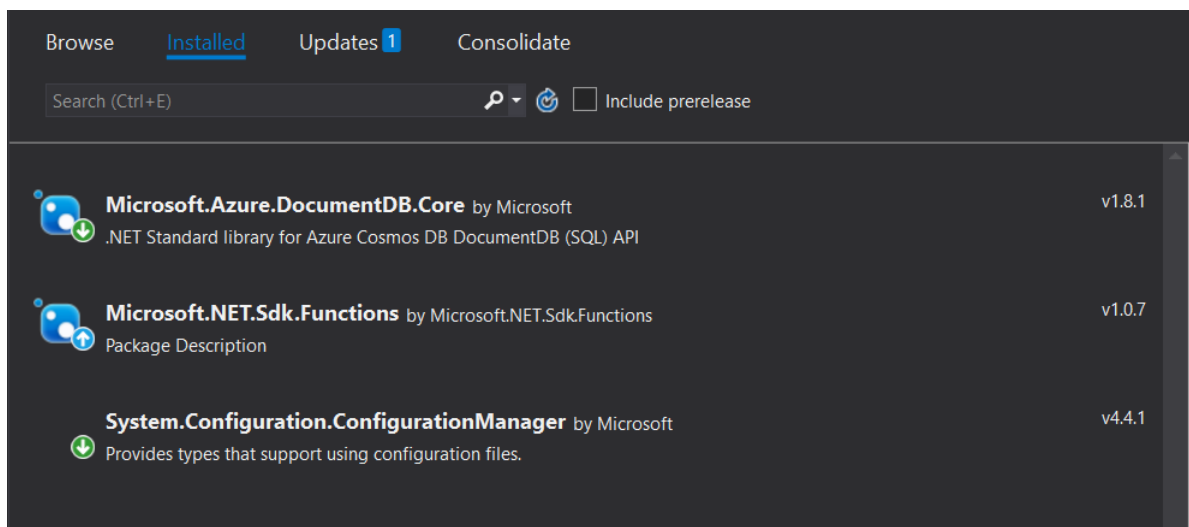 Browse Installed Updates 1 Consolidate
Search (Ctrl+E) Include prerelease
Microsoft.Azure.DocumentDB.Core by Microsoft v1.8.1
.NET Standard library for Azure Cosmos DB DocumentDB (SQL) API
Microsoft.NET.Sdk.Functions by Microsoft.NET.Sdk.Functions v1.0.7
Package Description
System.Configuration.ConfigurationManager by Microsoft v4.4.1
Provides types that support using configuration files.